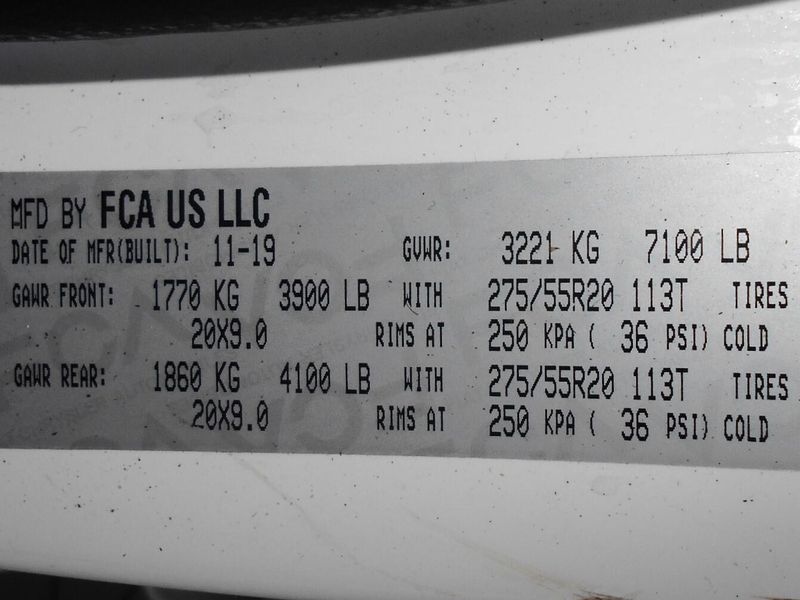 MFD BY FCA US LLC
DATE OF MFR(BUILT): 11-19 GVWR: 3221 KG 7100 LB
GAWR FRONT: 1770 KG 3900 LB WITH 275/55R20 113T TIRES
20X9.0 RIMS AT 250 KPA ( 36 PSI) COLD
GAWR REAR: 1860 KG 4100 LB WITH 275/55R20 113T TIRES
20X9.0 RIMS AT 250 KPA ( 36 PSI) COLD